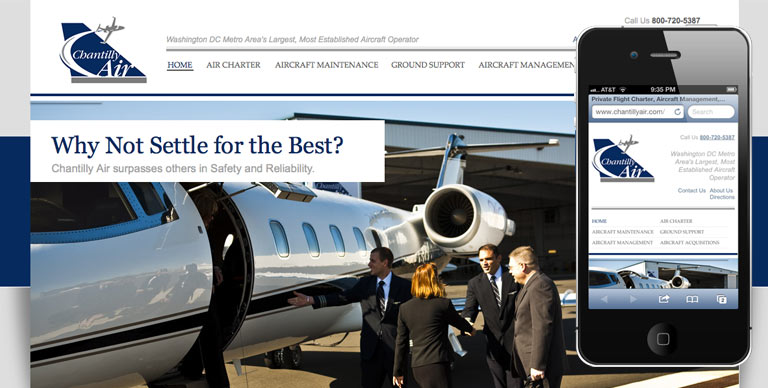 Call Us 800-720-5387
Washington DC Metro Area's Largest, Most Established Aircraft Operator
Chantilly
Air
HOME AIR CHARTER AIRCRAFT MAINTENANCE GROUND SUPPORT AIRCRAFT MANAGEMEN
Why Not Settle for the Best?
Chantilly Air surpasses others in Safety and Reliability.
AT&T 9:35 PM
Private Flight Charter, Aircraft Management,...
www.chantillyair.com/ Search
Call Us 800-720-5387
Chantilly
Air
Washington DC Metro
Area's Largest, Most
Established Aircraft
Operator
Contact Us About Us
Directions
HOME AIR CHARTER
AIRCRAFT MAINTENANCE GROUND SUPPORT
AIRCRAFT MANAGEMENT AIRCRAFT ACQUISITIONS